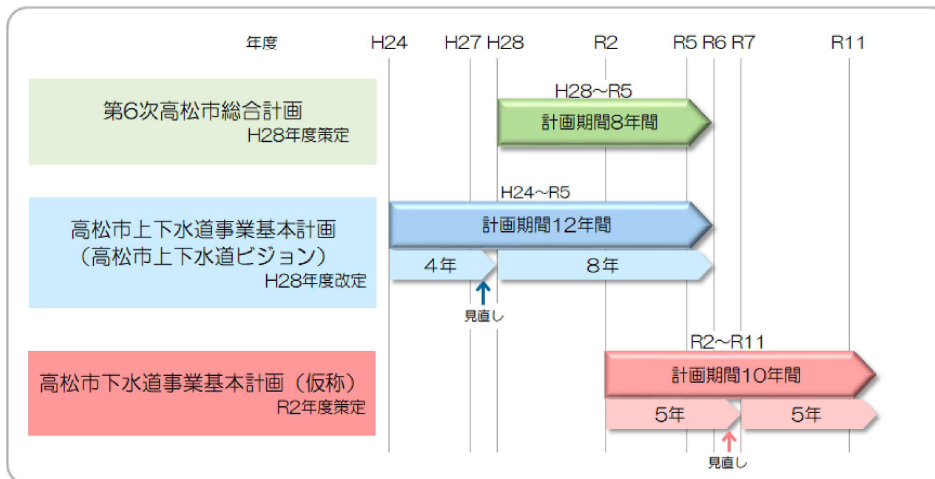 年度
H24 H27 H28 R2 R5 R6 R7 R11
第6次高松市総合計画
H28年度策定
H28～R5
計画期間8年間
高松市上下水道事業基本計画
（高松市上下水道ビジョン）
H28年度改定
H24～R5
計画期間12年間
4年
8年
見直し
高松市下水道事業基本計画（仮称）
R2年度策定
R2～R11
計画期間10年間
5年
5年
見直し